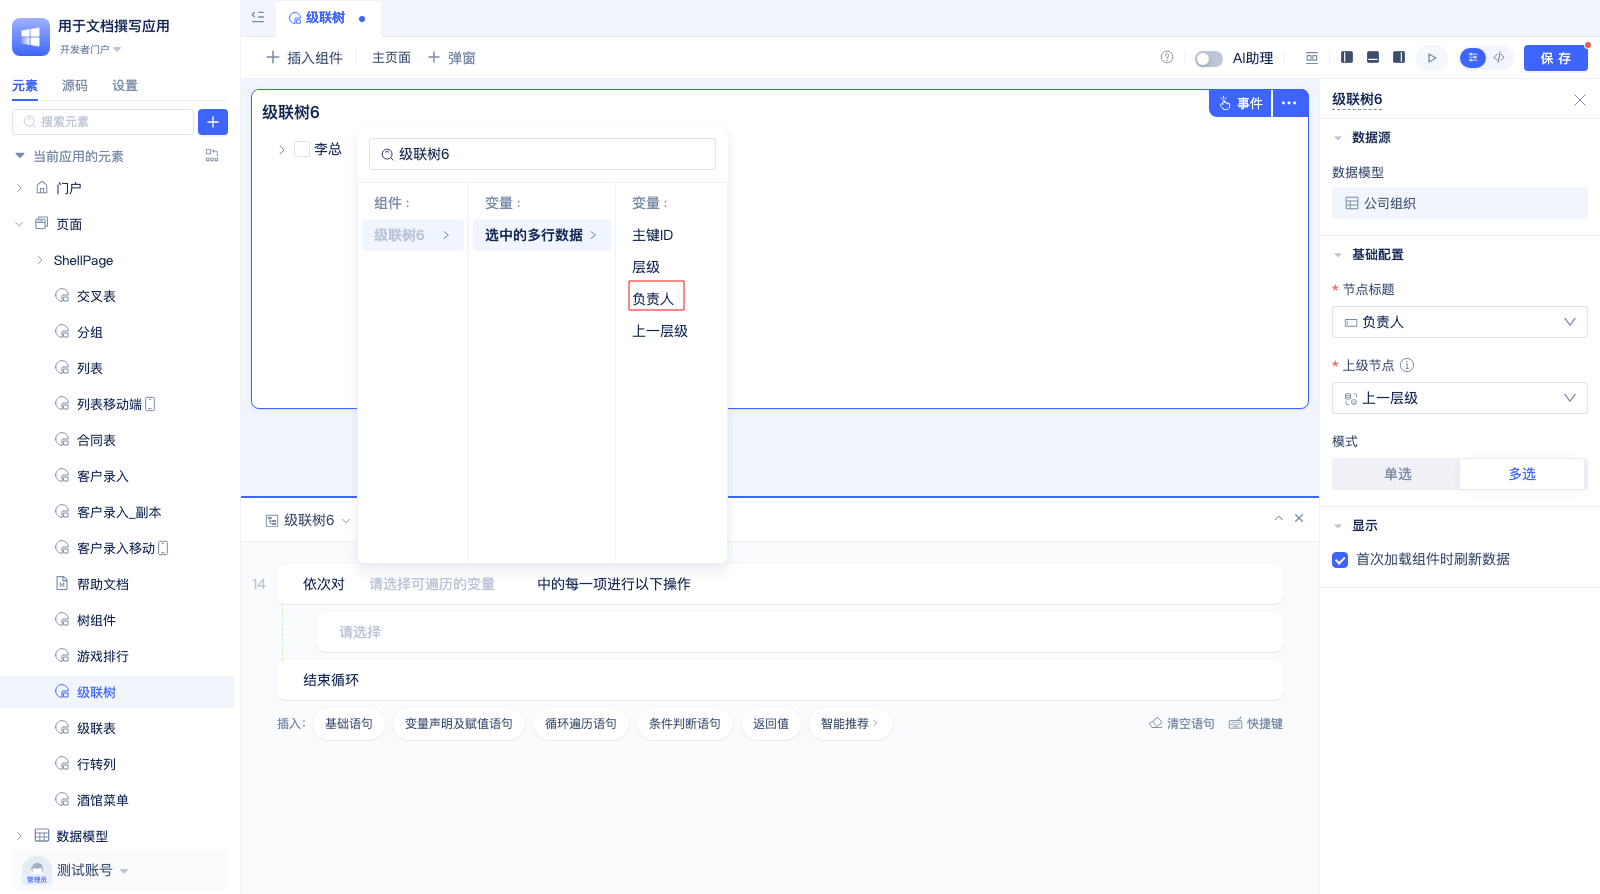 用于文档撰写应用
开发者门户
元素 源码 设置
搜索元素
当前应用的元素
门户
页面
ShellPage
交叉表
分组
列表
列表移动端
合同表
客户录入
客户录入_副本
客户录入移动
帮助文档
树组件
游戏排行
级联树
级联表
行转列
酒馆菜单
数据模型
管理员
测试账号
级联树
插入组件 主页面 弹窗
AI助理
保存
级联树6
事件
李总
级联树6
组件：
级联树6
变量：
选中的多行数据
变量：
主键ID
层级
负责人
上一层级
级联树6
14 依次对 请选择可遍历的变量 中的每一项进行以下操作
请选择
结束循环
插入： 基础语句 变量声明及赋值语句 循环遍历语句 条件判断语句 返回值 智能推荐
清空语句 快捷键
级联树6
数据源
数据模型
公司组织
基础配置
* 节点标题
负责人
* 上级节点
上一层级
模式
单选 多选
显示
首次加载组件时刷新数据